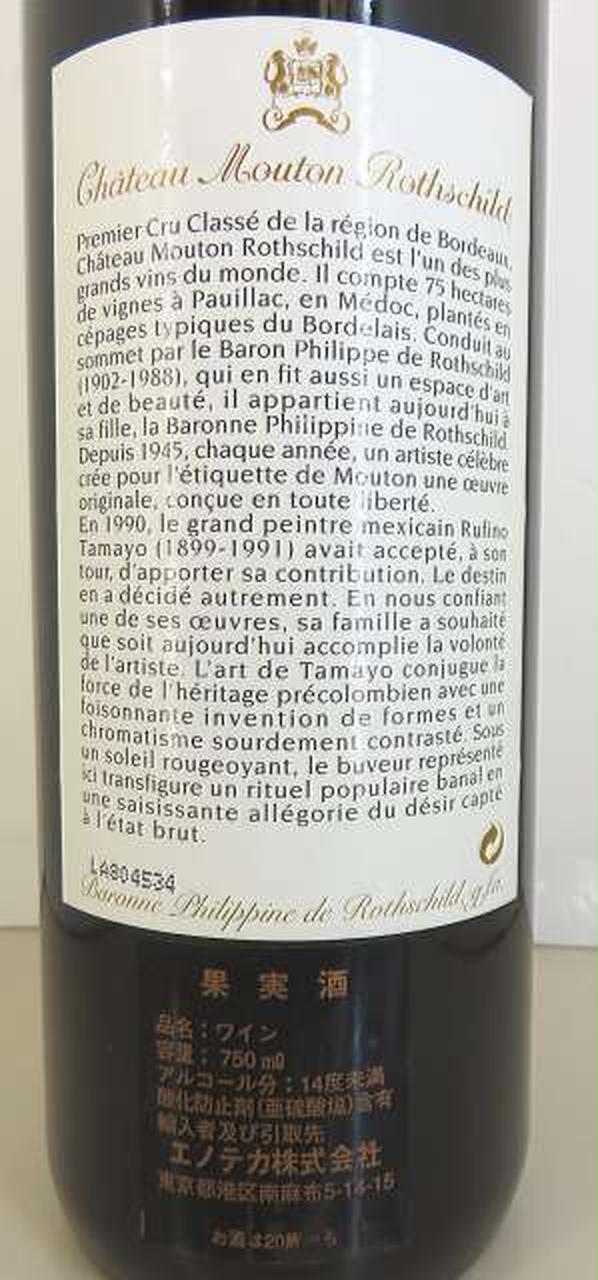 Château Mouton Rothschild
Premier Cru Classé de la région de Bordeaux,
Château Mouton Rothschild est l'un des plus
grands vins du monde. Il compte 75 hectares
de vignes à Pauillac, en Médoc, plantés en
cépages typiques du Bordelais. Conduit au
sommet par le Baron Philippe de Rothschild
(1902-1988), qui en fit aussi un espace d'art
et de beauté, il appartient aujourd'hui à
sa fille, la Baronne Philippine de Rothschild.
Depuis 1945, chaque année, un artiste célèbre
crée pour l'étiquette de Mouton une œuvre
originale, conçue en toute liberté.
En 1990, le grand peintre mexicain Rufino
Tamayo (1899-1991) avait accepté, à son
tour, d'apporter sa contribution. Le destin
en a décidé autrement. En nous confiant
une de ses œuvres, sa famille a souhaité
que soit aujourd'hui accomplie la volonté
de l'artiste. L'art de Tamayo conjugue la
force de l'héritage précolombien avec une
foisonnante invention de formes et un
chromatisme sourdement contrasté. Sous
un soleil rougeoyant, le buveur représenté
ici transfigure un rituel populaire banal en
une saisissante allégorie du désir capté
à l'état brut.
LA904534
Baronne Philippine de Rothschild g.f.a.
果実酒
品名：ワイン
容量：750㎖
アルコール分：14度未満
酸化防止剤(亜硫酸塩)含有
輸入者及び引取先
エノテカ株式会社
東京都港区南麻布5-14-15
お酒は20歳